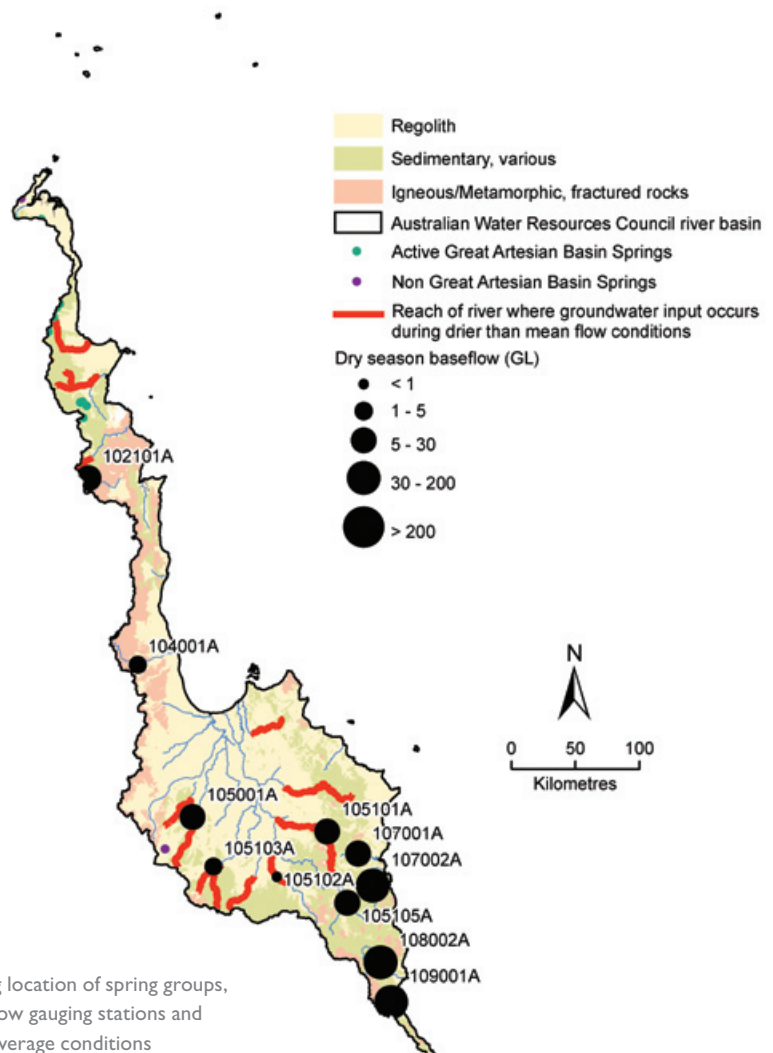 Regolith
Sedimentary, various
Igneous/Metamorphic, fractured rocks
Australian Water Resources Council river basin
Active Great Artesian Basin Springs
Non Great Artesian Basin Springs
Reach of river where groundwater input occurs
during drier than mean flow conditions
Dry season baseflow (GL)
< 1
1 - 5
5 - 30
30 - 200
> 200
102101A
104001A
N
0 50 100
Kilometres
105001A
105101A
107001A
105103A
107002A
105102A
105105A
108002A
109001A
location of spring groups,
ow gauging stations and
verage conditions